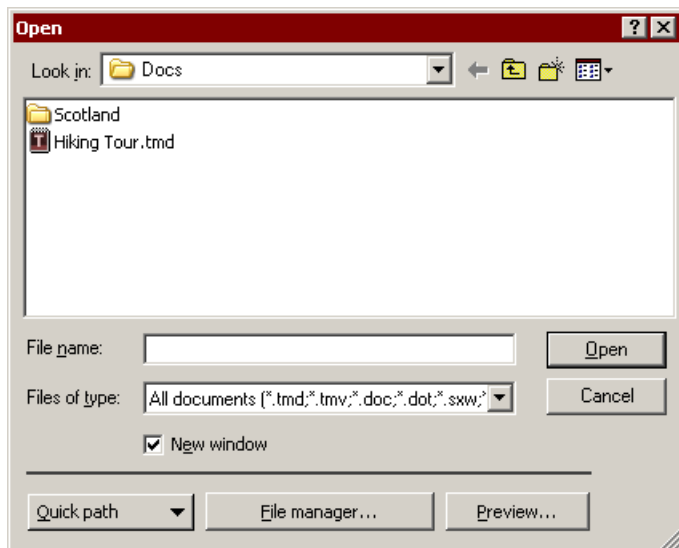 Open
Look in: Docs
Scotland
Hiking Tour.tmd
File name: Open
Files of type: All documents (*.tmd;*.tmv;*.doc;*.dot;*.sxw;* Cancel
New window
Quick path File manager... Preview...